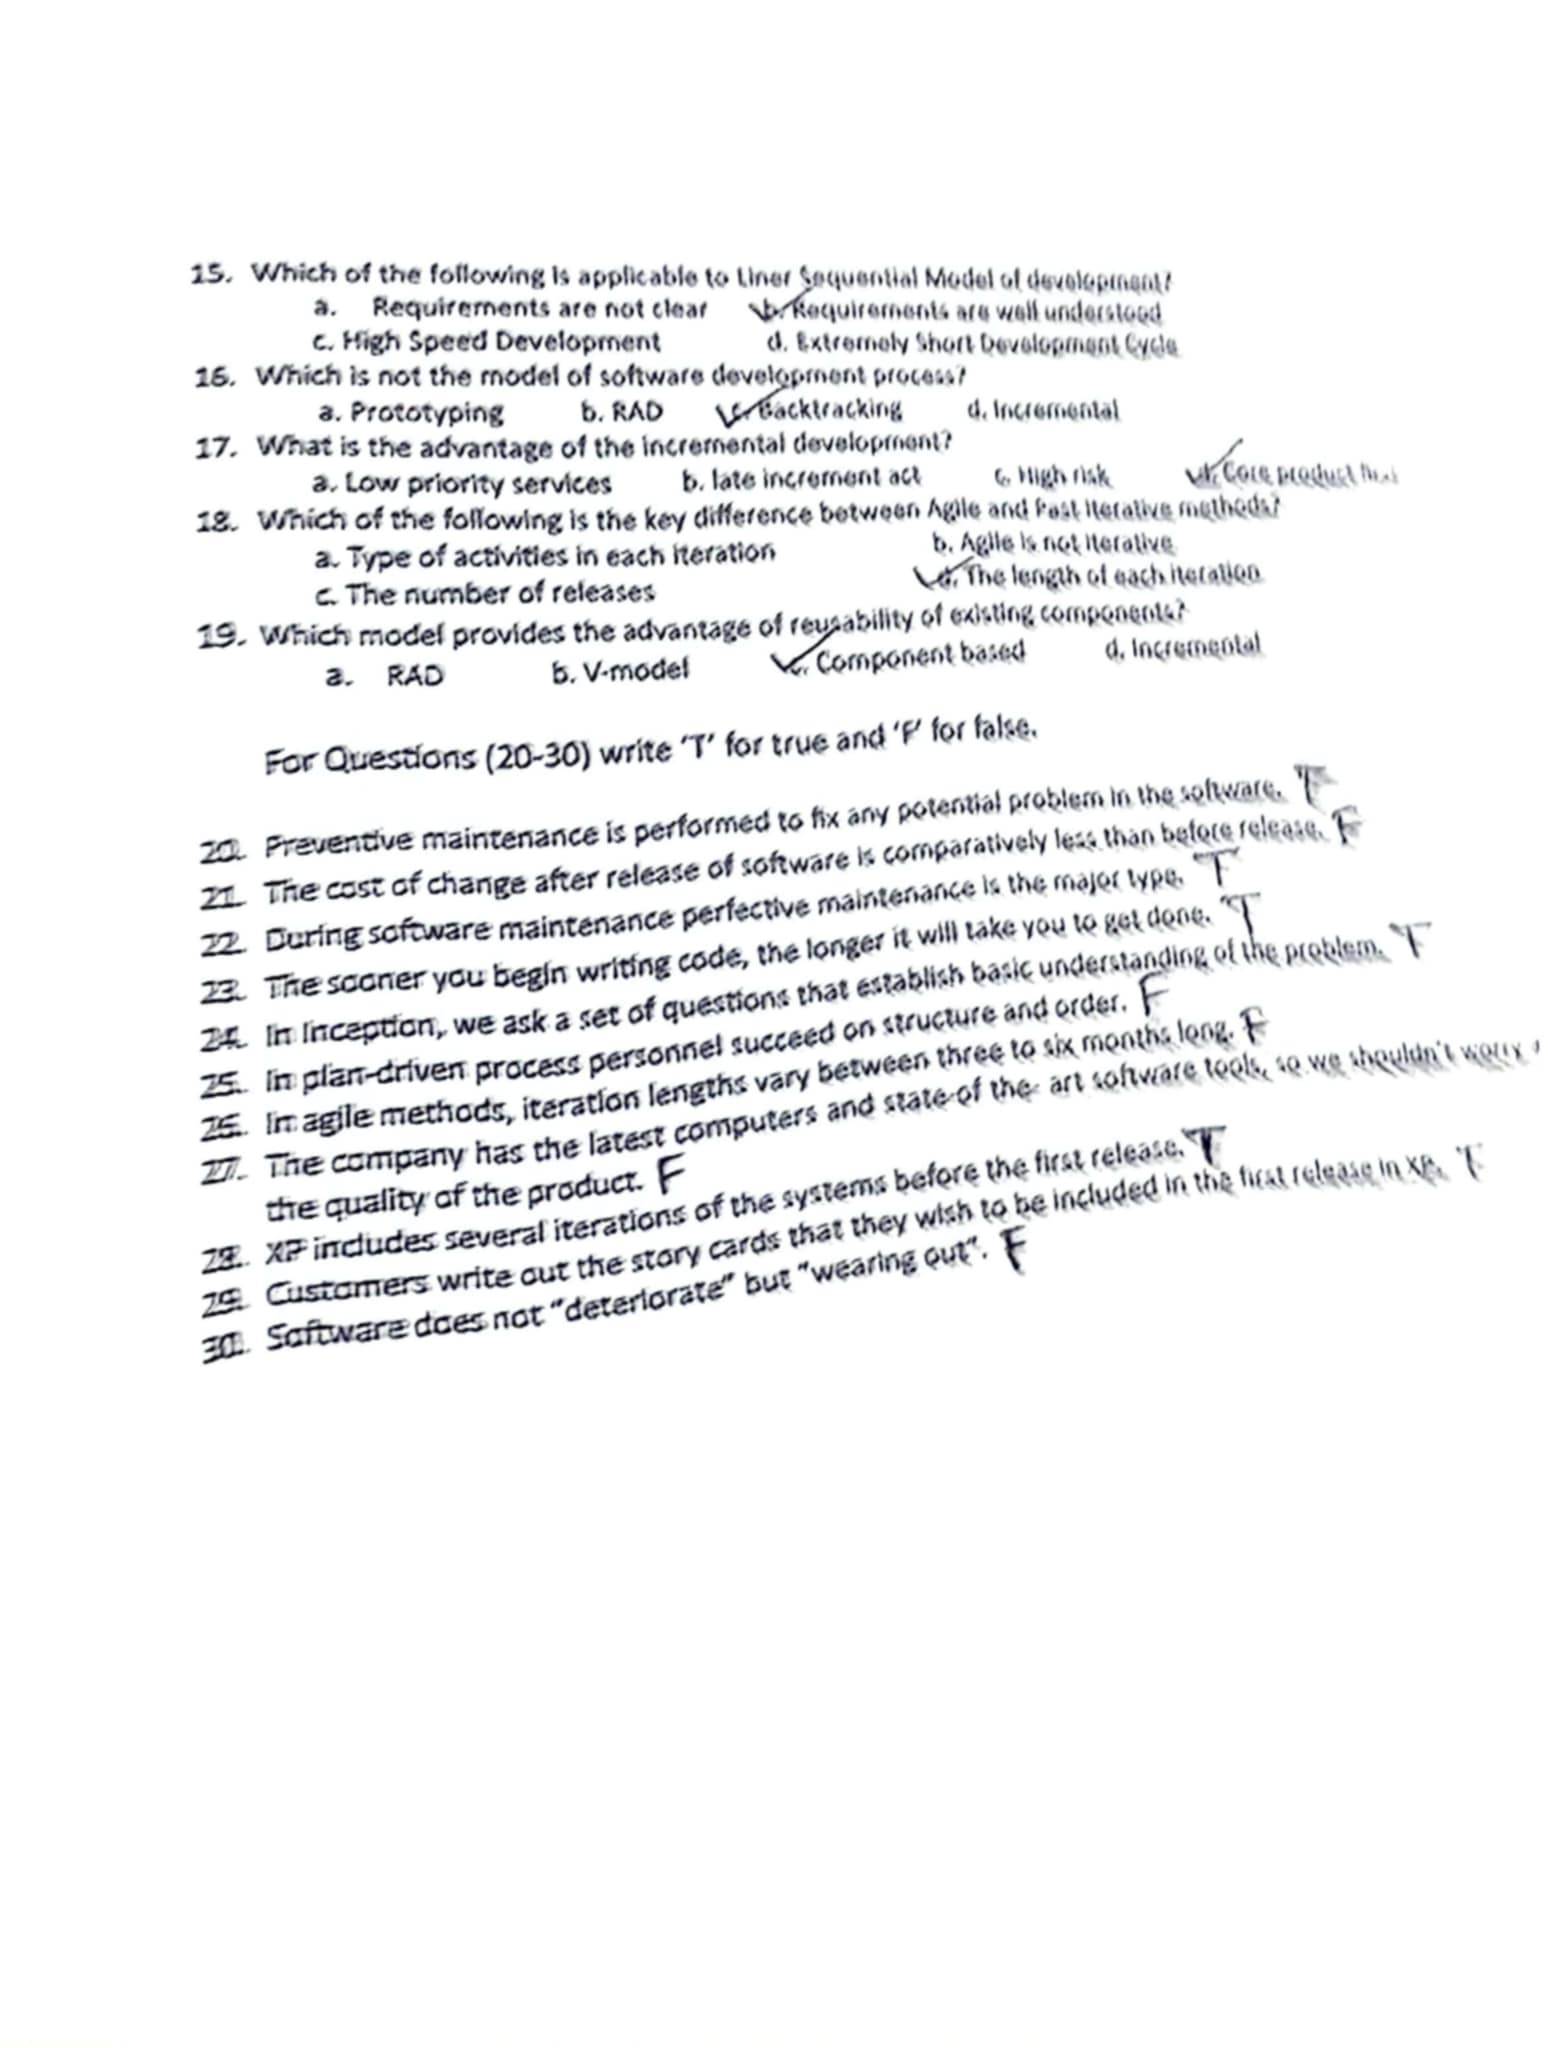 15. Which of the following is applicable to Liner Sequential Model of development?
a. Requirements are not clear b. Requirements are well understood
c. High Speed Development d. Extremely Short Development Cycle
16. Which is not the model of software development process?
a. Prototyping b. RAD c. Backtracking d. Incremental
17. What is the advantage of the incremental development?
a. Low priority services b. late increment act c. High risk d. Core product
18. Which of the following is the key difference between Agile and Past Iterative methods?
a. Type of activities in each iteration b. Agile is not iterative
c. The number of releases d. The length of each iteration
19. Which model provides the advantage of reusability of existing components?
a. RAD b. V-model c. Component based d. Incremental
For Questions (20-30) write 'T' for true and 'F' for false.
20. Preventive maintenance is performed to fix any potential problem in the software.
21. The cost of change after release of software is comparatively less than before release. F
22. During software maintenance perfective maintenance is the major type. T
23. The sooner you begin writing code, the longer it will take you to get done. T
24. In Inception, we ask a set of questions that establish basic understanding of the problem. T
25. In plan-driven process personnel succeed on structure and order. F
26. In agile methods, iteration lengths vary between three to six months long. F
27. The company has the latest computers and state-of the- art software tools, so we shouldn't worry
the quality of the product. F
28. XP includes several iterations of the systems before the first release. T
29. Customers write out the story cards that they wish to be included in the first release in XP. T
30. Software does not "deteriorate" but "wearing out". F